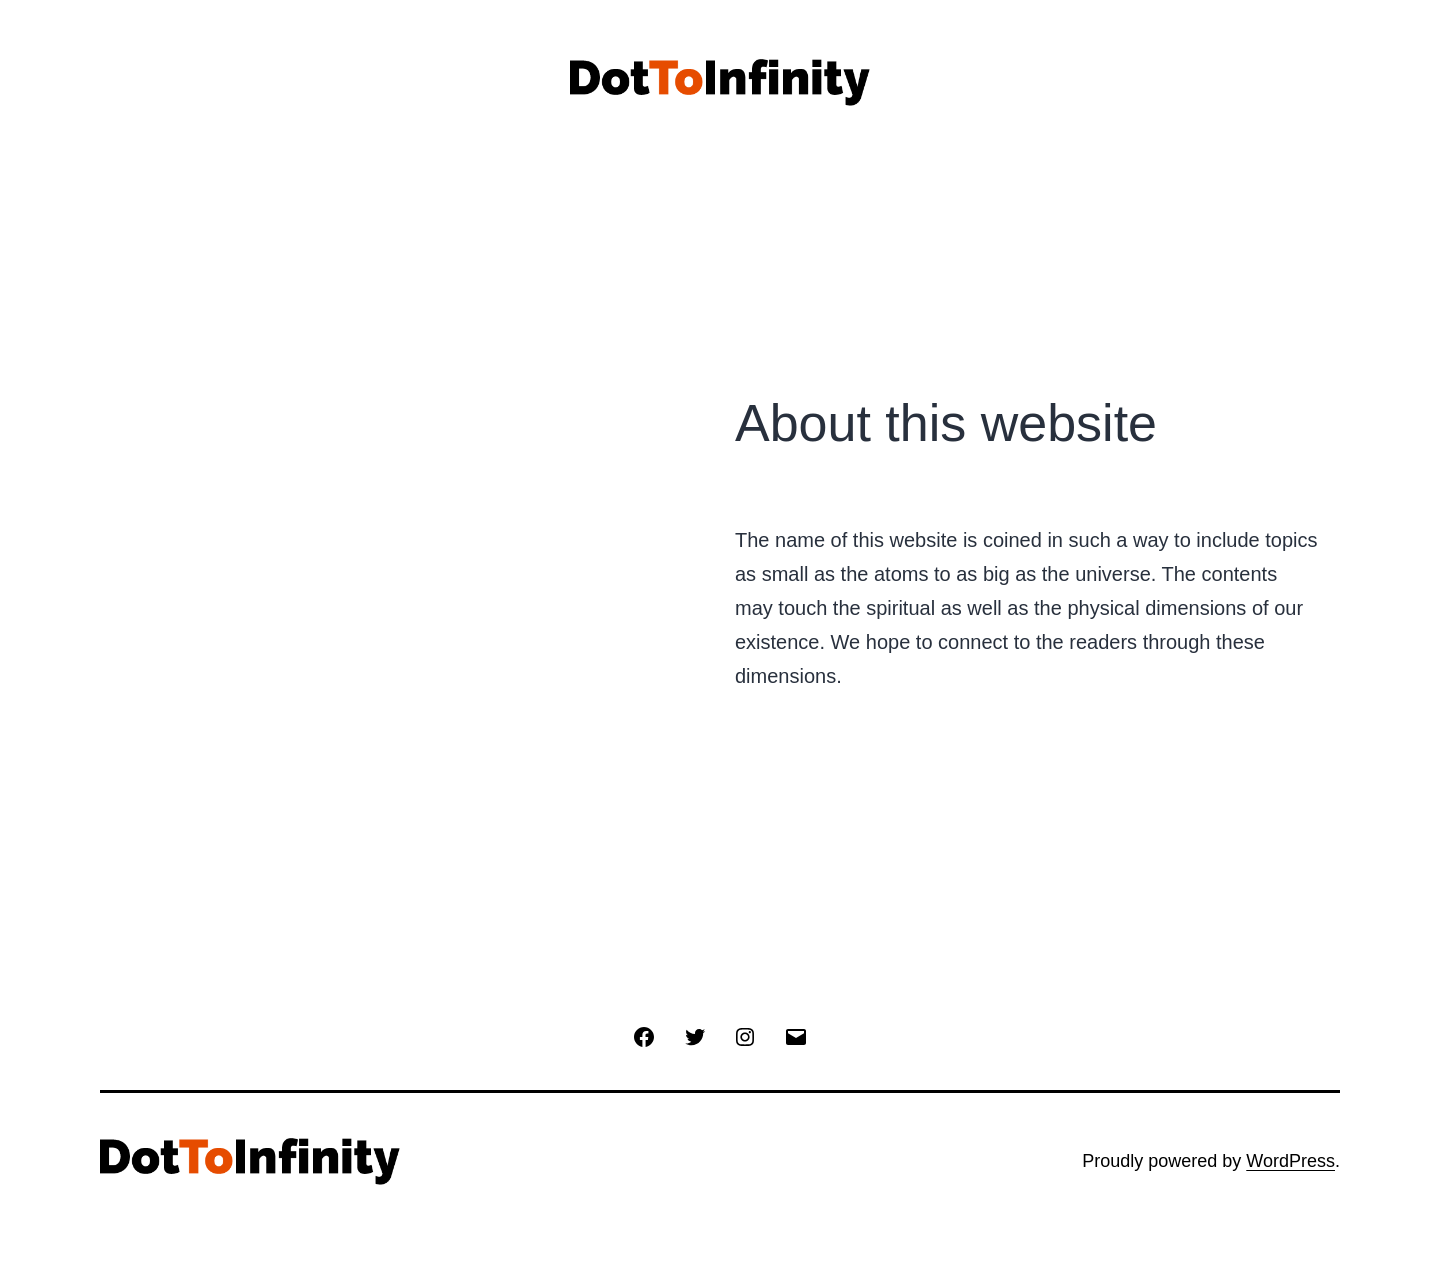 DotToInfinity
About this website
The name of this website is coined in such a way to include topics
as small as the atoms to as big as the universe. The contents
may touch the spiritual as well as the physical dimensions of our
existence. We hope to connect to the readers through these
dimensions.
DotToInfinity
Proudly powered by WordPress.